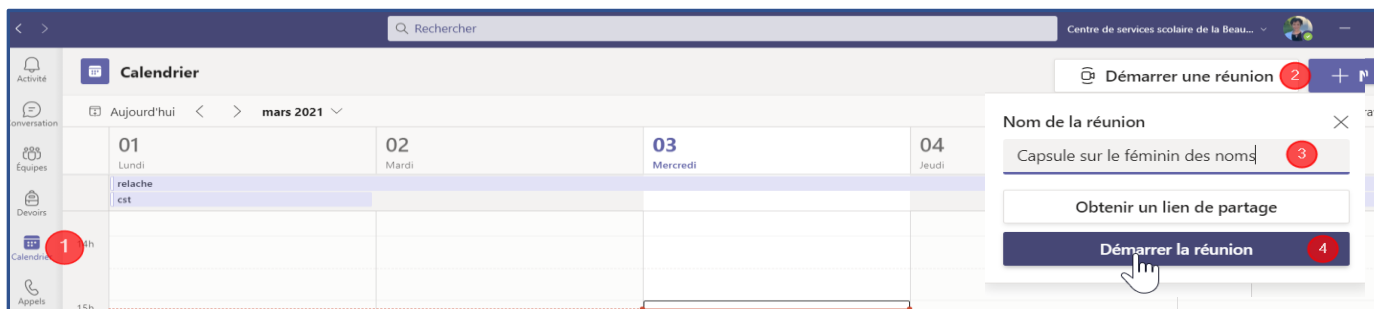 Rechercher
Centre de services scolaire de la Beau...
Activité
Calendrier
Démarrer une réunion 2
+
onversation
Aujourd'hui
mars 2021
Nom de la réunion
01
02
03
04
Lundi
Mardi
Mercredi
Jeudi
Capsule sur le féminin des noms 3
Équipes
relache
cst
Obtenir un lien de partage
Devoirs
Démarrer la réunion 4
1
Calendrier
Appels
15h